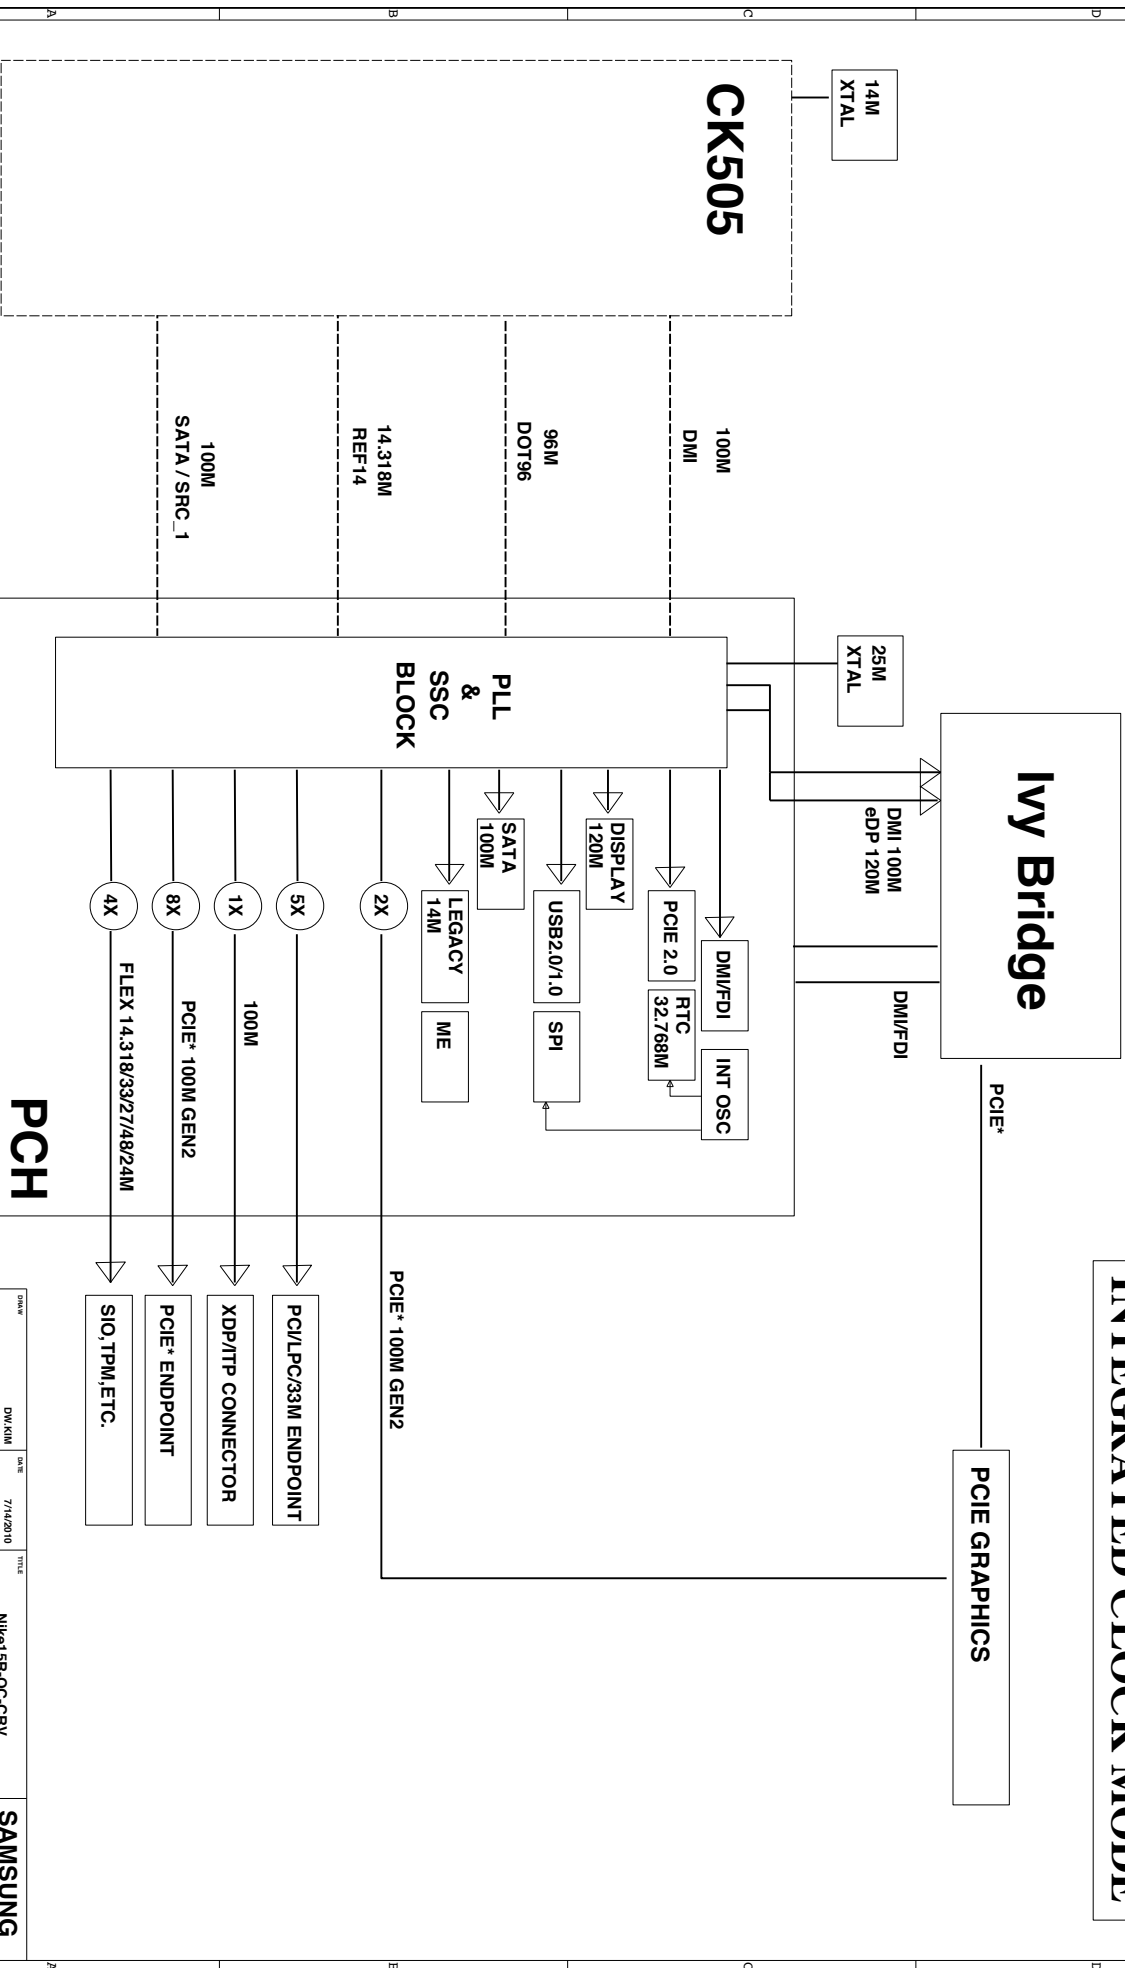 INTEGRATED CLOCK MODE
D
C
B
A
14M
XTAL
CK505
100M
DMI
96M
DOT96
14.318M
REF14
100M
SATA / SRC_1
25M
XTAL
Ivy Bridge
DMI 100M
eDP 120M
DMI/FDI
PCIE*
PCIE GRAPHICS
PLL
&
SSC
BLOCK
DMI/FDI
INT OSC
PCIE 2.0
RTC
32.768M
DISPLAY
120M
USB2.0/1.0
SPI
SATA
100M
LEGACY
14M
ME
2X
PCIE* 100M GEN2
5X
PCI/LPC/33M ENDPOINT
1X
100M
XDP/ITP CONNECTOR
8X
PCIE* 100M GEN2
PCIE* ENDPOINT
4X
FLEX 14.318/33/27/48/24M
SIO,TPM,ETC.
PCH
DRAW
DW.KIM
DATE
7/14/2010
TITLE
Nike15R-OC-CRV
SAMSUNG
D
C
B
A